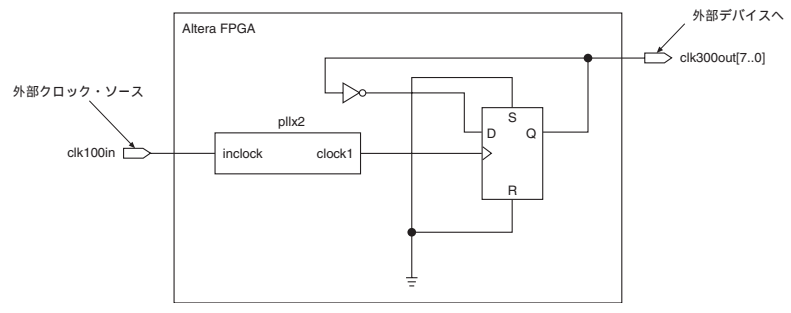 外部デバイスへ
Altera FPGA
clk300out[7..0]
外部クロック・ソース
pllx2
S
D
Q
clk100in
inclock
clock1
R